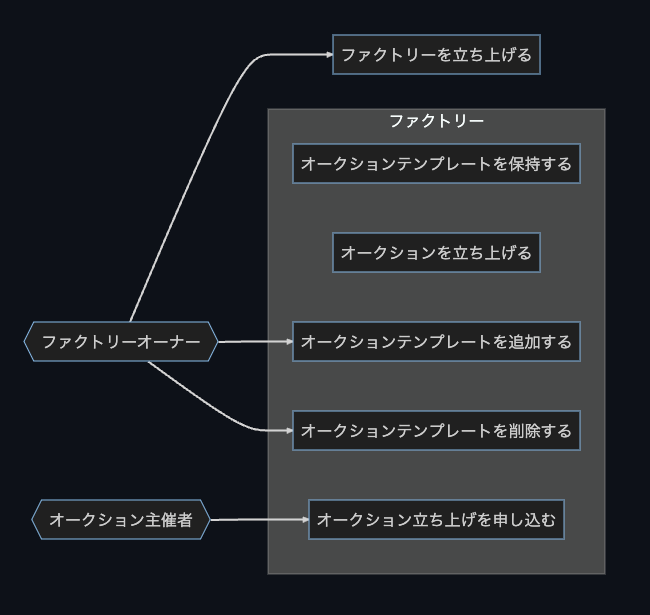 ファクトリーを立ち上げる
ファクトリー
オークションテンプレートを保持する
オークションを立ち上げる
ファクトリーオーナー
オークションテンプレートを追加する
オークションテンプレートを削除する
オークション主催者
オークション立ち上げを申し込む